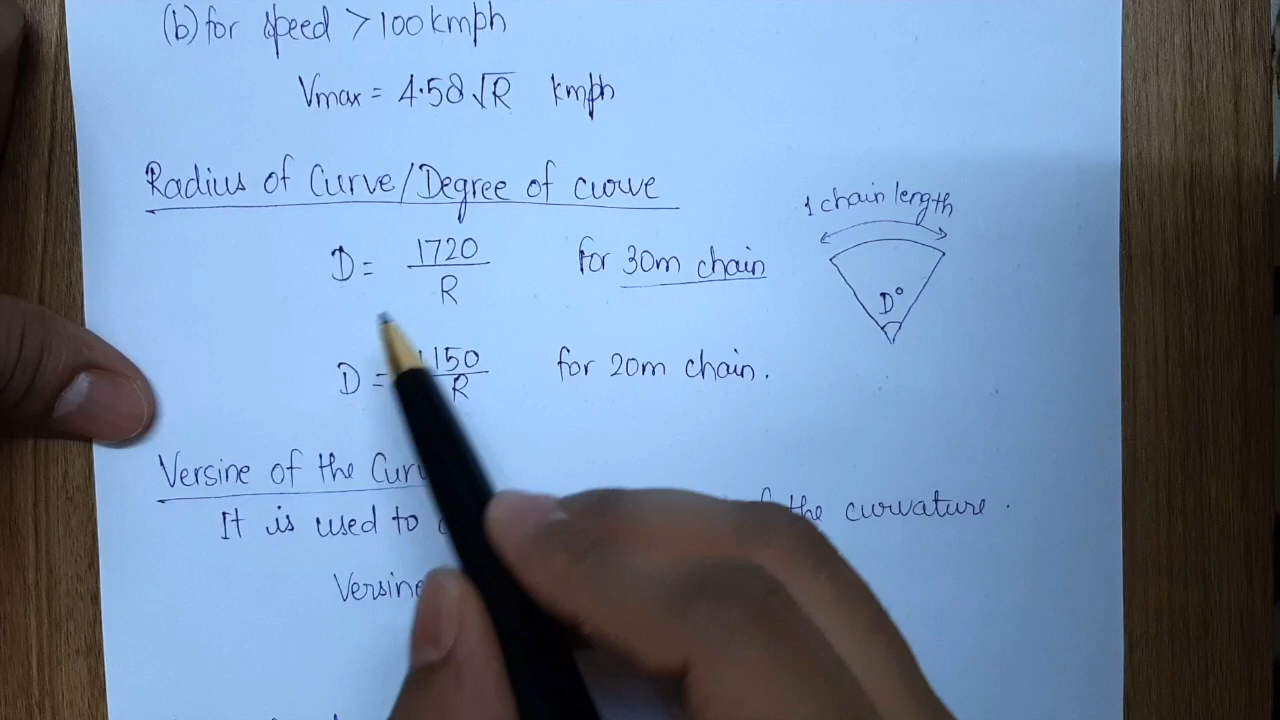 (b) for speed > 100 kmph
Vmax = 4.58 √R kmph
Radius of Curve/Degree of curve
1 chain length
D = 1720/R for 30m chain
D°
D = 1150/R for 20m chain.
Versine of the
It is used to the curvature.
Versine